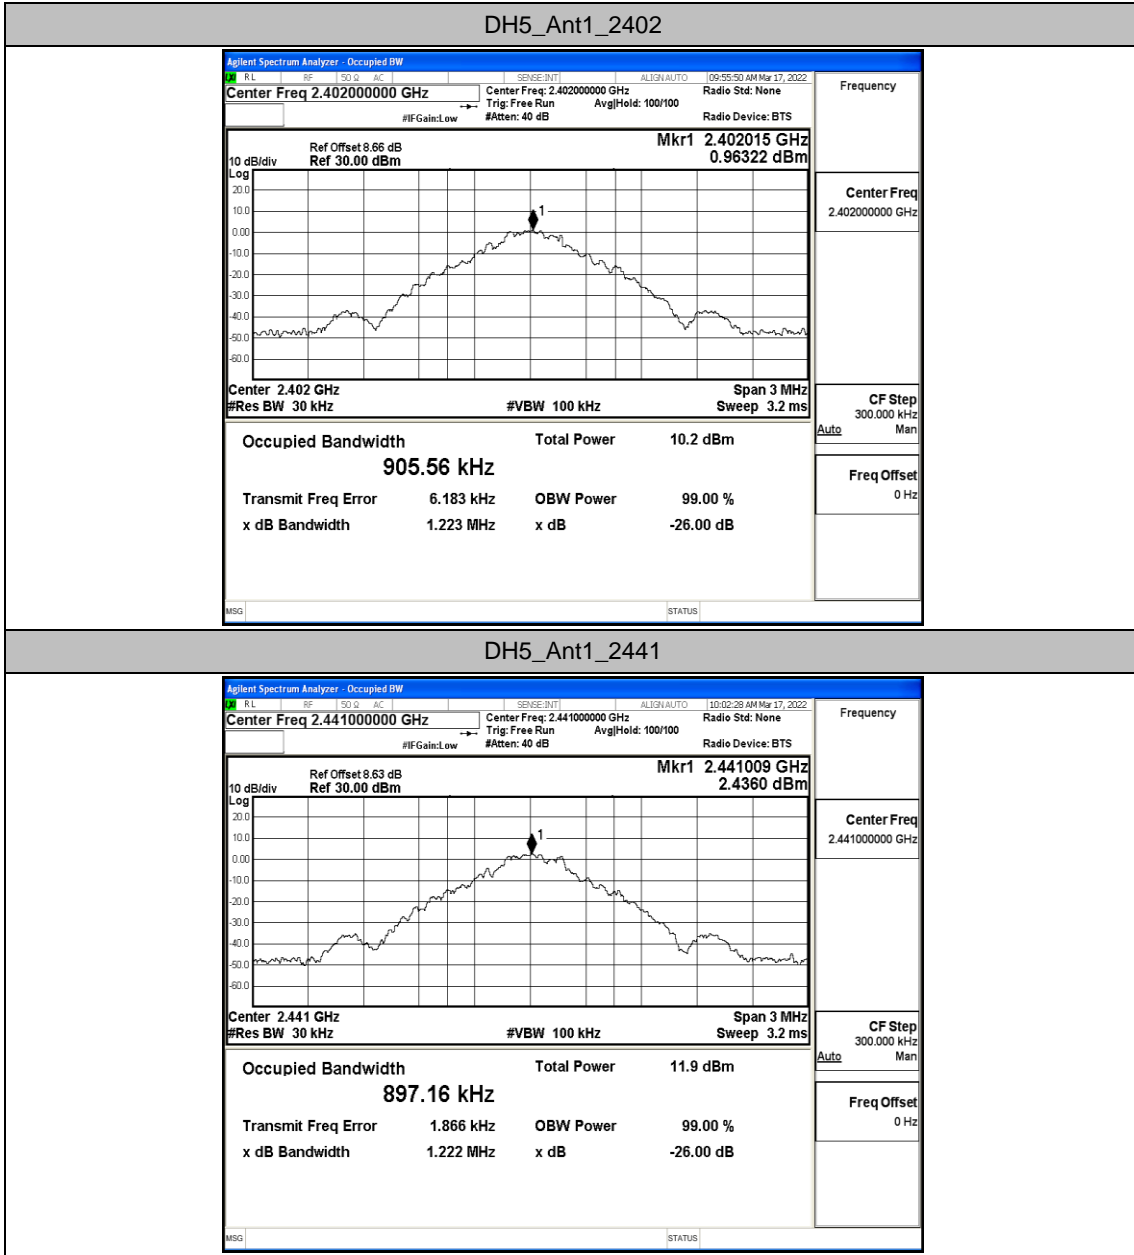 DH5_Ant1_2402
Agilent Spectrum Analyzer - Occupied BW
LXI RL RF 50 Ω AC SENSE:INT ALIGN AUTO 09:55:50 AM Mar 17, 2022
Center Freq 2.402000000 GHz Center Freq: 2.402000000 GHz Radio Std: None Frequency
Trig: Free Run Avg|Hold: 100/100
#IFGain:Low #Atten: 40 dB Radio Device: BTS
Mkr1 2.402015 GHz
Ref Offset 8.66 dB
10 dB/div Ref 30.00 dBm 0.96322 dBm
Log
20.0
10.0
0.00
-10.0
-20.0
-30.0
-40.0
-50.0
-60.0
1
Center Freq
2.402000000 GHz
Center 2.402 GHz Span 3 MHz
#Res BW 30 kHz #VBW 100 kHz Sweep 3.2 ms
CF Step
300.000 kHz
Auto Man
Occupied Bandwidth Total Power 10.2 dBm
905.56 kHz
Freq Offset
0 Hz
Transmit Freq Error 6.183 kHz OBW Power 99.00 %
x dB Bandwidth 1.223 MHz x dB -26.00 dB
MSG STATUS
DH5_Ant1_2441
Agilent Spectrum Analyzer - Occupied BW
LXI RL RF 50 Ω AC SENSE:INT ALIGN AUTO 10:02:28 AM Mar 17, 2022
Center Freq 2.441000000 GHz Center Freq: 2.441000000 GHz Radio Std: None Frequency
Trig: Free Run Avg|Hold: 100/100
#IFGain:Low #Atten: 40 dB Radio Device: BTS
Mkr1 2.441009 GHz
Ref Offset 8.63 dB
10 dB/div Ref 30.00 dBm 2.4360 dBm
Log
20.0
10.0
0.00
-10.0
-20.0
-30.0
-40.0
-50.0
-60.0
1
Center Freq
2.441000000 GHz
Center 2.441 GHz Span 3 MHz
#Res BW 30 kHz #VBW 100 kHz Sweep 3.2 ms
CF Step
300.000 kHz
Auto Man
Occupied Bandwidth Total Power 11.9 dBm
897.16 kHz
Freq Offset
0 Hz
Transmit Freq Error 1.866 kHz OBW Power 99.00 %
x dB Bandwidth 1.222 MHz x dB -26.00 dB
MSG STATUS